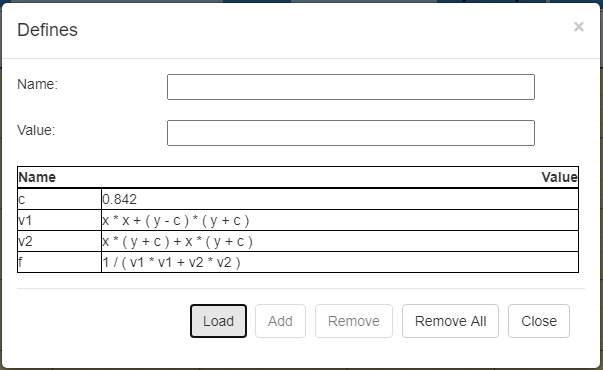 Defines ×
Name:
Value:
Name Value
c 0.842
v1 x * x + ( y - c ) * ( y + c )
v2 x * ( y + c ) + x * ( y + c )
f 1 / ( v1 * v1 + v2 * v2 )
Load Add Remove Remove All Close